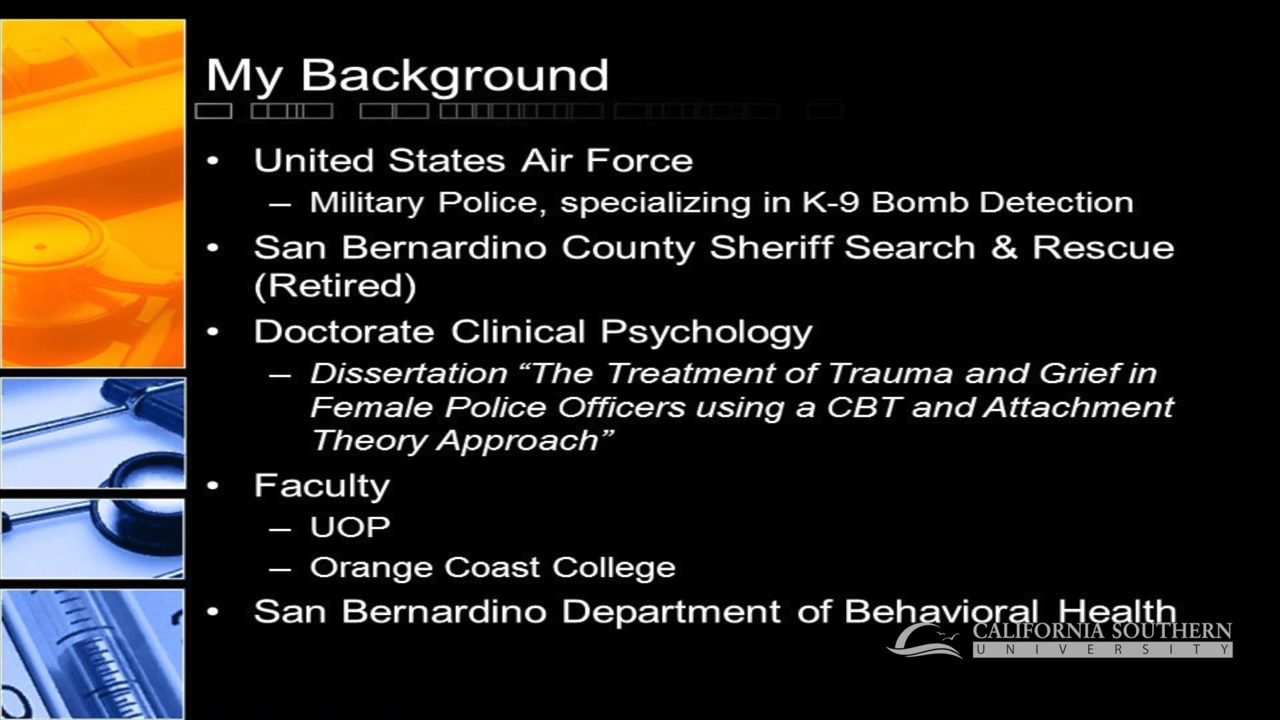 My Background
• United States Air Force
– Military Police, specializing in K-9 Bomb Detection
• San Bernardino County Sheriff Search & Rescue
(Retired)
• Doctorate Clinical Psychology
– Dissertation “The Treatment of Trauma and Grief in
Female Police Officers using a CBT and Attachment
Theory Approach”
• Faculty
– UOP
– Orange Coast College
• San Bernardino Department of Behavioral Health
CALIFORNIA SOUTHERN
UNIVERSITY